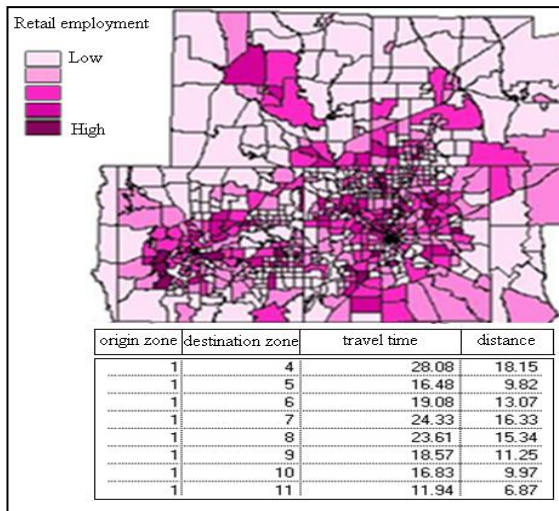 Retail employment
Low
High
origin zone destination zone travel time distance
1 4 28.08 18.15
1 5 16.48 9.82
1 6 19.08 13.07
1 7 24.33 16.33
1 8 23.61 15.34
1 9 18.57 11.25
1 10 16.83 9.97
1 11 11.94 6.87